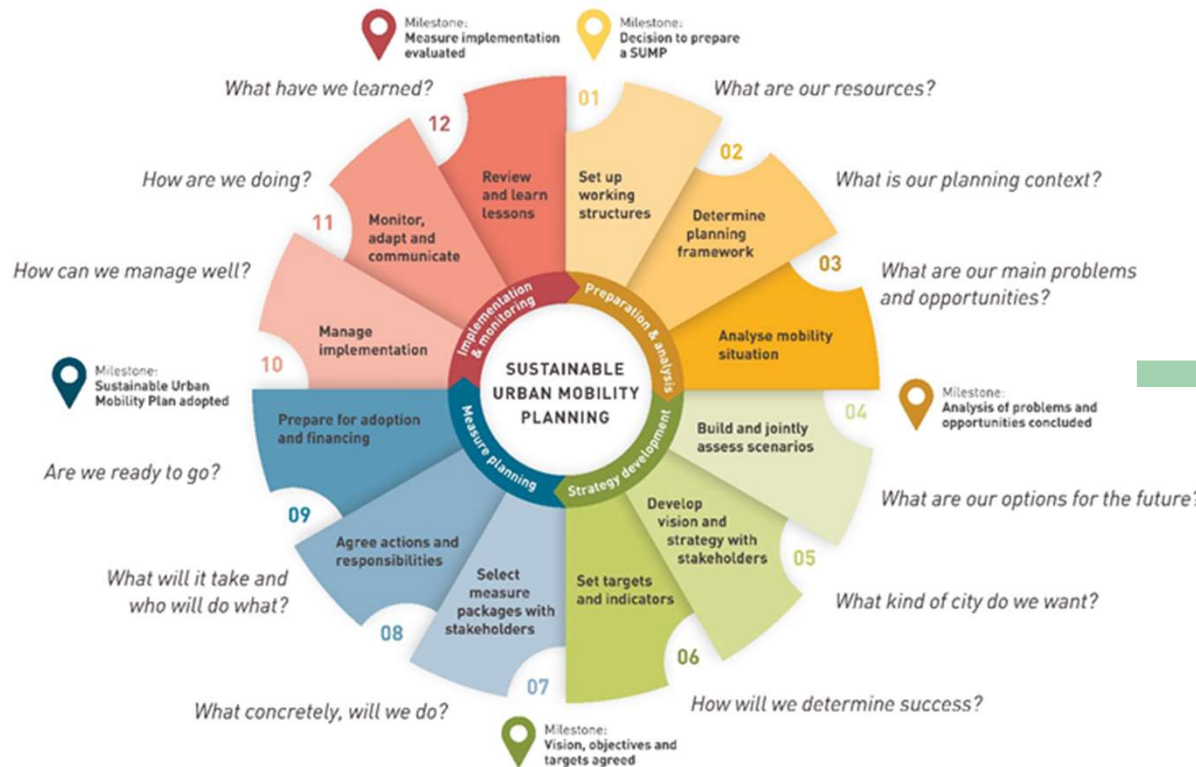 Milestone:
Measure implementation
evaluated
Milestone:
Decision to prepare
a SUMP
What are our resources?
01
Set up
working
structures
What is our planning context?
02
Determine
planning
framework
What are our main problems
and opportunities?
03
Analyse mobility
situation
Milestone:
Analysis of problems and
opportunities concluded
04
Build and jointly
assess scenarios
What are our options for the future?
05
Develop
vision and
strategy with
stakeholders
What kind of city do we want?
06
Set targets
and indicators
How will we determine success?
Milestone:
Vision, objectives and
targets agreed
07
Select
measure
packages with
stakeholders
What concretely, will we do?
08
Agree actions and
responsibilities
What will it take and
who will do what?
09
Prepare for adoption
and financing
Are we ready to go?
Milestone:
Sustainable Urban
Mobility Plan adopted
10
Manage
implementation
How can we manage well?
11
Monitor,
adapt and
communicate
How are we doing?
12
Review
and learn
lessons
What have we learned?
Preparation & analysis
Strategy development
Measure planning
Implementation
& monitoring
SUSTAINABLE
URBAN MOBILITY
PLANNING